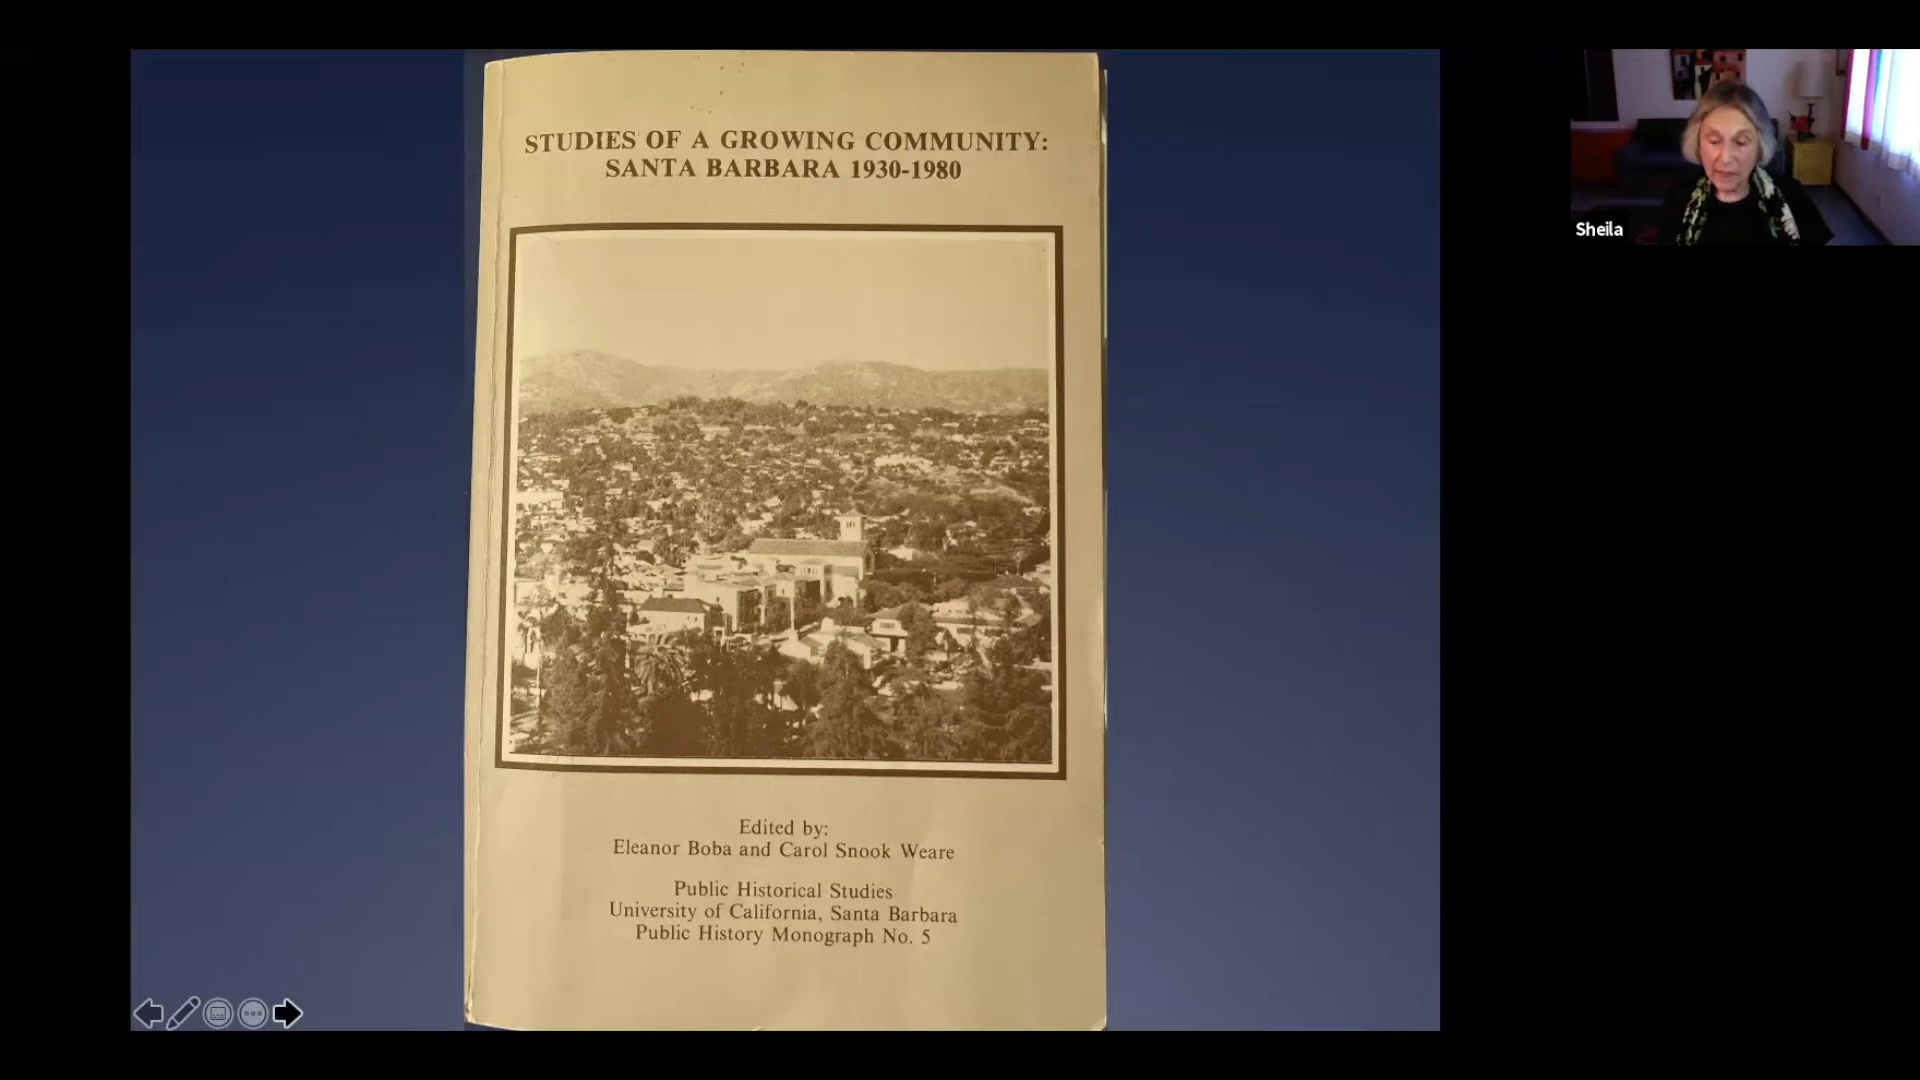 STUDIES OF A GROWING COMMUNITY:
SANTA BARBARA 1930-1980
Edited by:
Eleanor Boba and Carol Snook Weare
Public Historical Studies
University of California, Santa Barbara
Public History Monograph No. 5
Sheila